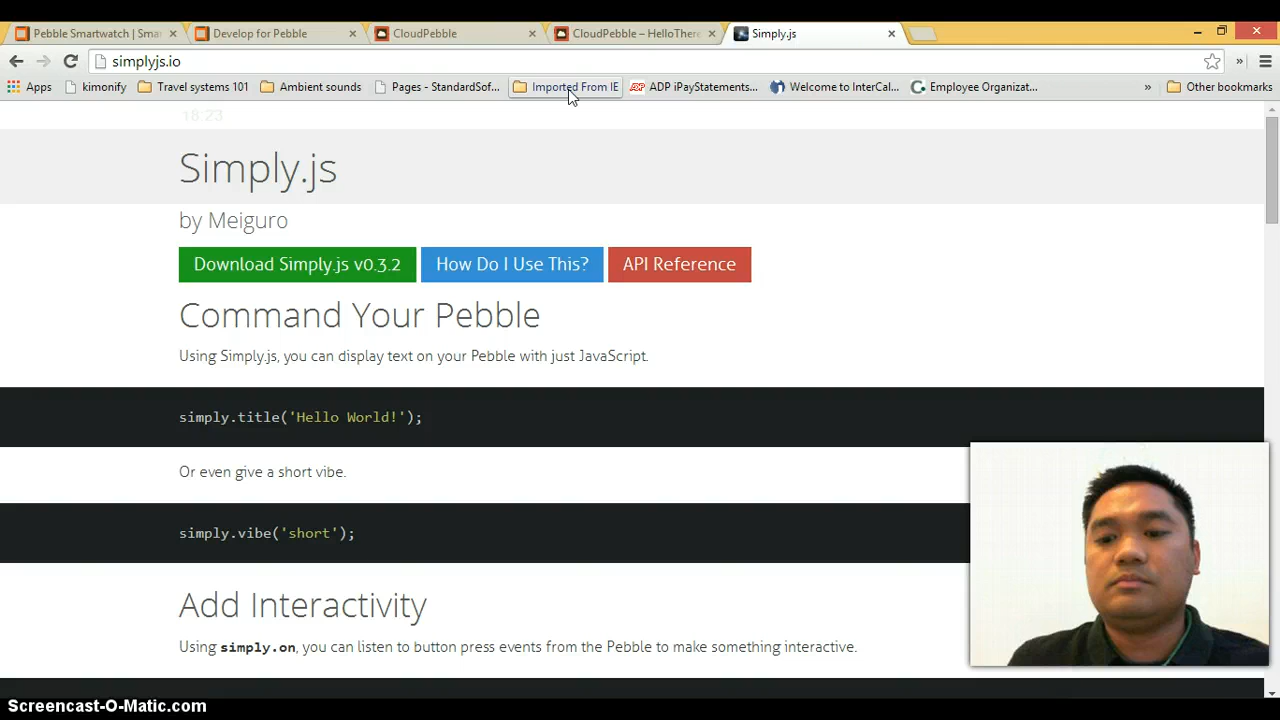 Pebble Smartwatch | Sma
Develop for Pebble
CloudPebble
CloudPebble – HelloThere
Simply.js
simplyjs.io
Apps
kimonify
Travel systems 101
Ambient sounds
Pages - StandardSof...
Imported From IE
ADP iPayStatements...
Welcome to InterCal...
Employee Organizat...
»
Other bookmarks
18:23
Simply.js
by Meiguro
Download Simply.js v0.3.2
How Do I Use This?
API Reference
Command Your Pebble
Using Simply.js, you can display text on your Pebble with just JavaScript.
simply.title('Hello World!');
Or even give a short vibe.
simply.vibe('short');
Add Interactivity
Using simply.on, you can listen to button press events from the Pebble to make something interactive.
Screencast-O-Matic.com